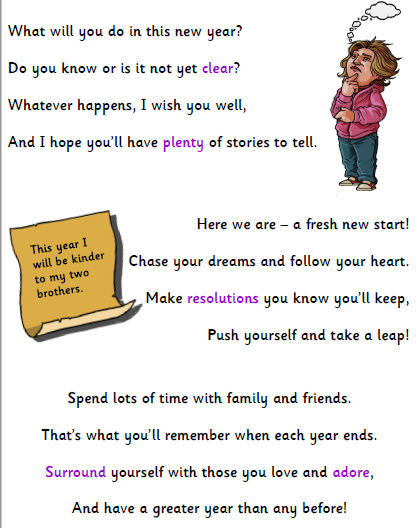 What will you do in this new year?
Do you know or is it not yet clear?
Whatever happens, I wish you well,
And I hope you'll have plenty of stories to tell.
Here we are – a fresh new start!
Chase your dreams and follow your heart.
Make resolutions you know you'll keep,
Push yourself and take a leap!
This year I
will be kinder
to my two
brothers.
Spend lots of time with family and friends.
That's what you'll remember when each year ends.
Surround yourself with those you love and adore,
And have a greater year than any before!